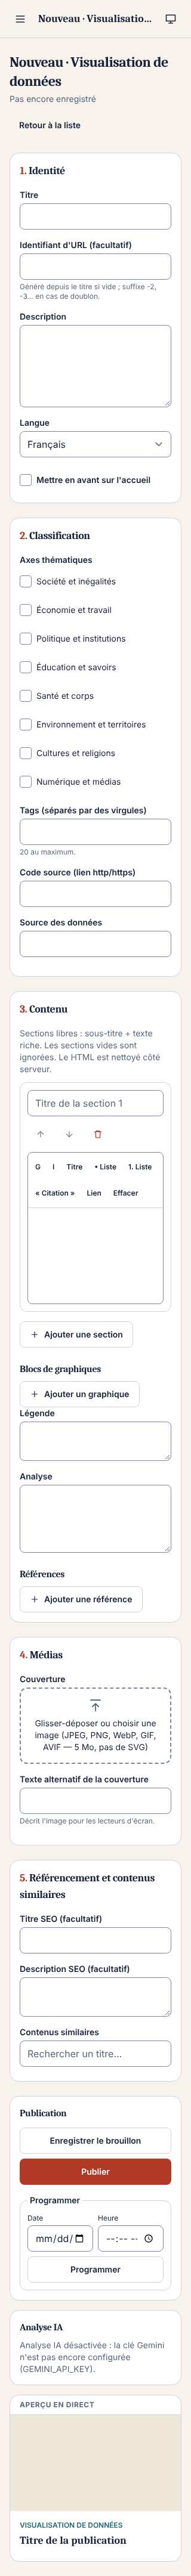 Nouveau · Visualisatio...
Nouveau · Visualisation de
données
Pas encore enregistré
Retour à la liste
1. Identité
Titre
Identifiant d'URL (facultatif)
Généré depuis le titre si vide ; suffixe -2,
-3... en cas de doublon.
Description
Langue
Français
Mettre en avant sur l'accueil
2. Classification
Axes thématiques
Société et inégalités
Économie et travail
Politique et institutions
Éducation et savoirs
Santé et corps
Environnement et territoires
Cultures et religions
Numérique et médias
Tags (séparés par des virgules)
20 au maximum.
Code source (lien http/https)
Source des données
3. Contenu
Sections libres : sous-titre + texte
riche. Les sections vides sont
ignorées. Le HTML est nettoyé côté
serveur.
Titre de la section 1
G I Titre • Liste 1. Liste
« Citation » Lien Effacer
+ Ajouter une section
Blocs de graphiques
+ Ajouter un graphique
Légende
Analyse
Références
+ Ajouter une référence
4. Médias
Couverture
Glisser-déposer ou choisir une
image (JPEG, PNG, WebP, GIF,
AVIF — 5 Mo, pas de SVG)
Texte alternatif de la couverture
Décrit l'image pour les lecteurs d'écran.
5. Référencement et contenus
similaires
Titre SEO (facultatif)
Description SEO (facultatif)
Contenus similaires
Rechercher un titre...
Publication
Enregistrer le brouillon
Publier
Programmer
Date Heure
mm/dd/ --:-- --
Programmer
Analyse IA
Analyse IA désactivée : la clé Gemini
n'est pas encore configurée
(GEMINI_API_KEY).
APERÇU EN DIRECT
VISUALISATION DE DONNÉES
Titre de la publication